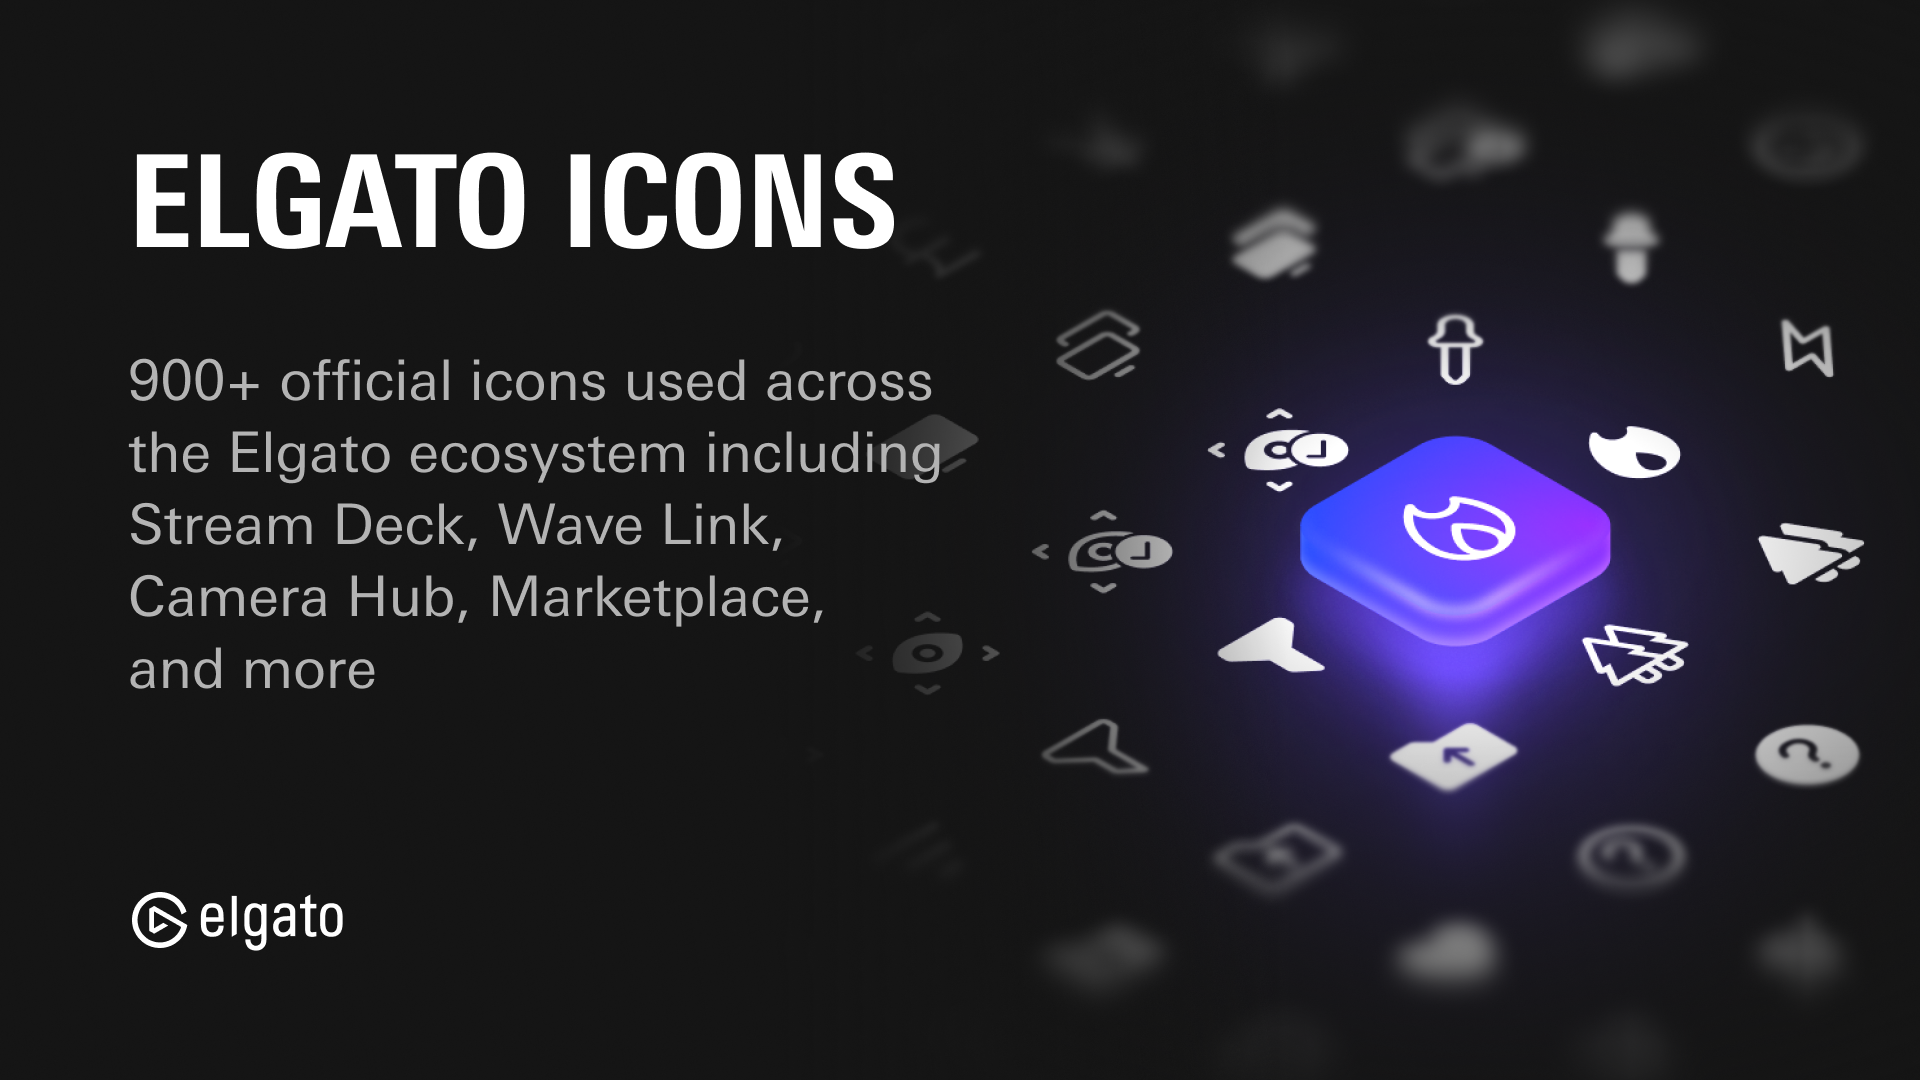 ELGATO ICONS
900+ official icons used across
the Elgato ecosystem including
Stream Deck, Wave Link,
Camera Hub, Marketplace,
and more
elgato